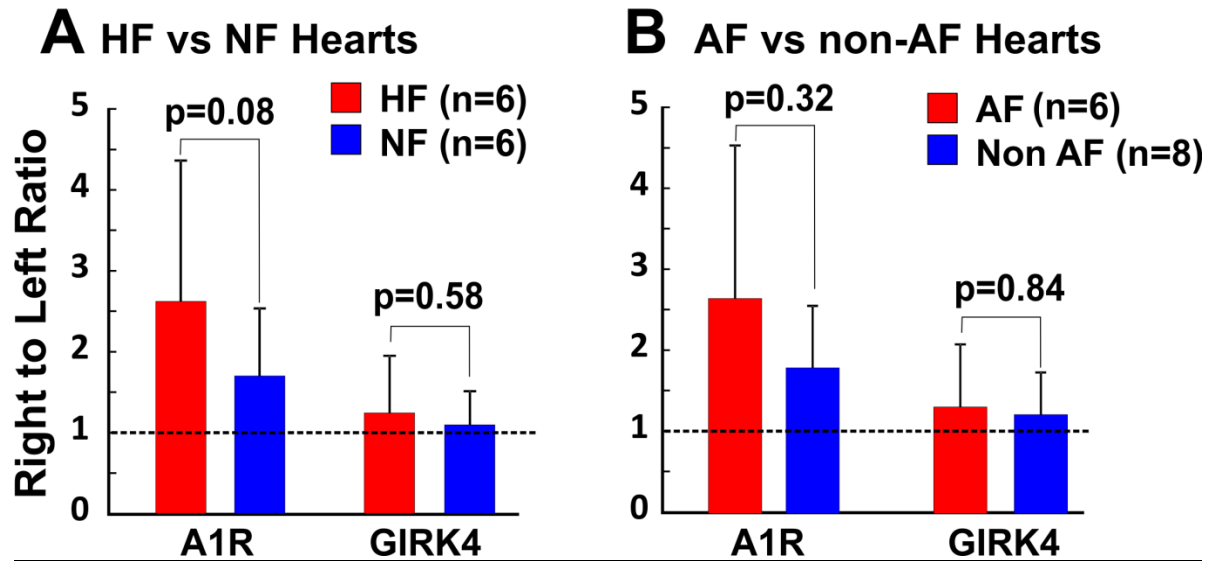 A HF vs NF Hearts
HF (n=6)
NF (n=6)
p=0.08
p=0.58
Right to Left Ratio
5
4
3
2
1
0
A1R GIRK4
B AF vs non-AF Hearts
AF (n=6)
Non AF (n=8)
p=0.32
p=0.84
5
4
3
2
1
0
A1R GIRK4